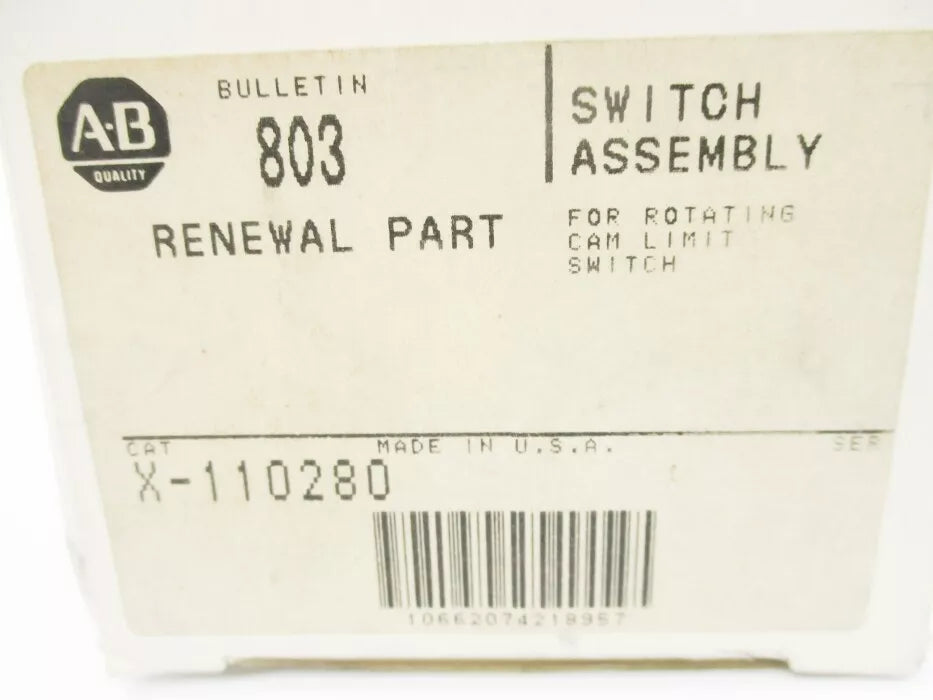 A-B
QUALITY
BULLETIN
803
RENEWAL PART
SWITCH
ASSEMBLY
FOR ROTATING
CAM LIMIT
SWITCH
CAT
MADE IN U.S.A.
SER
X-110280
10662074218957